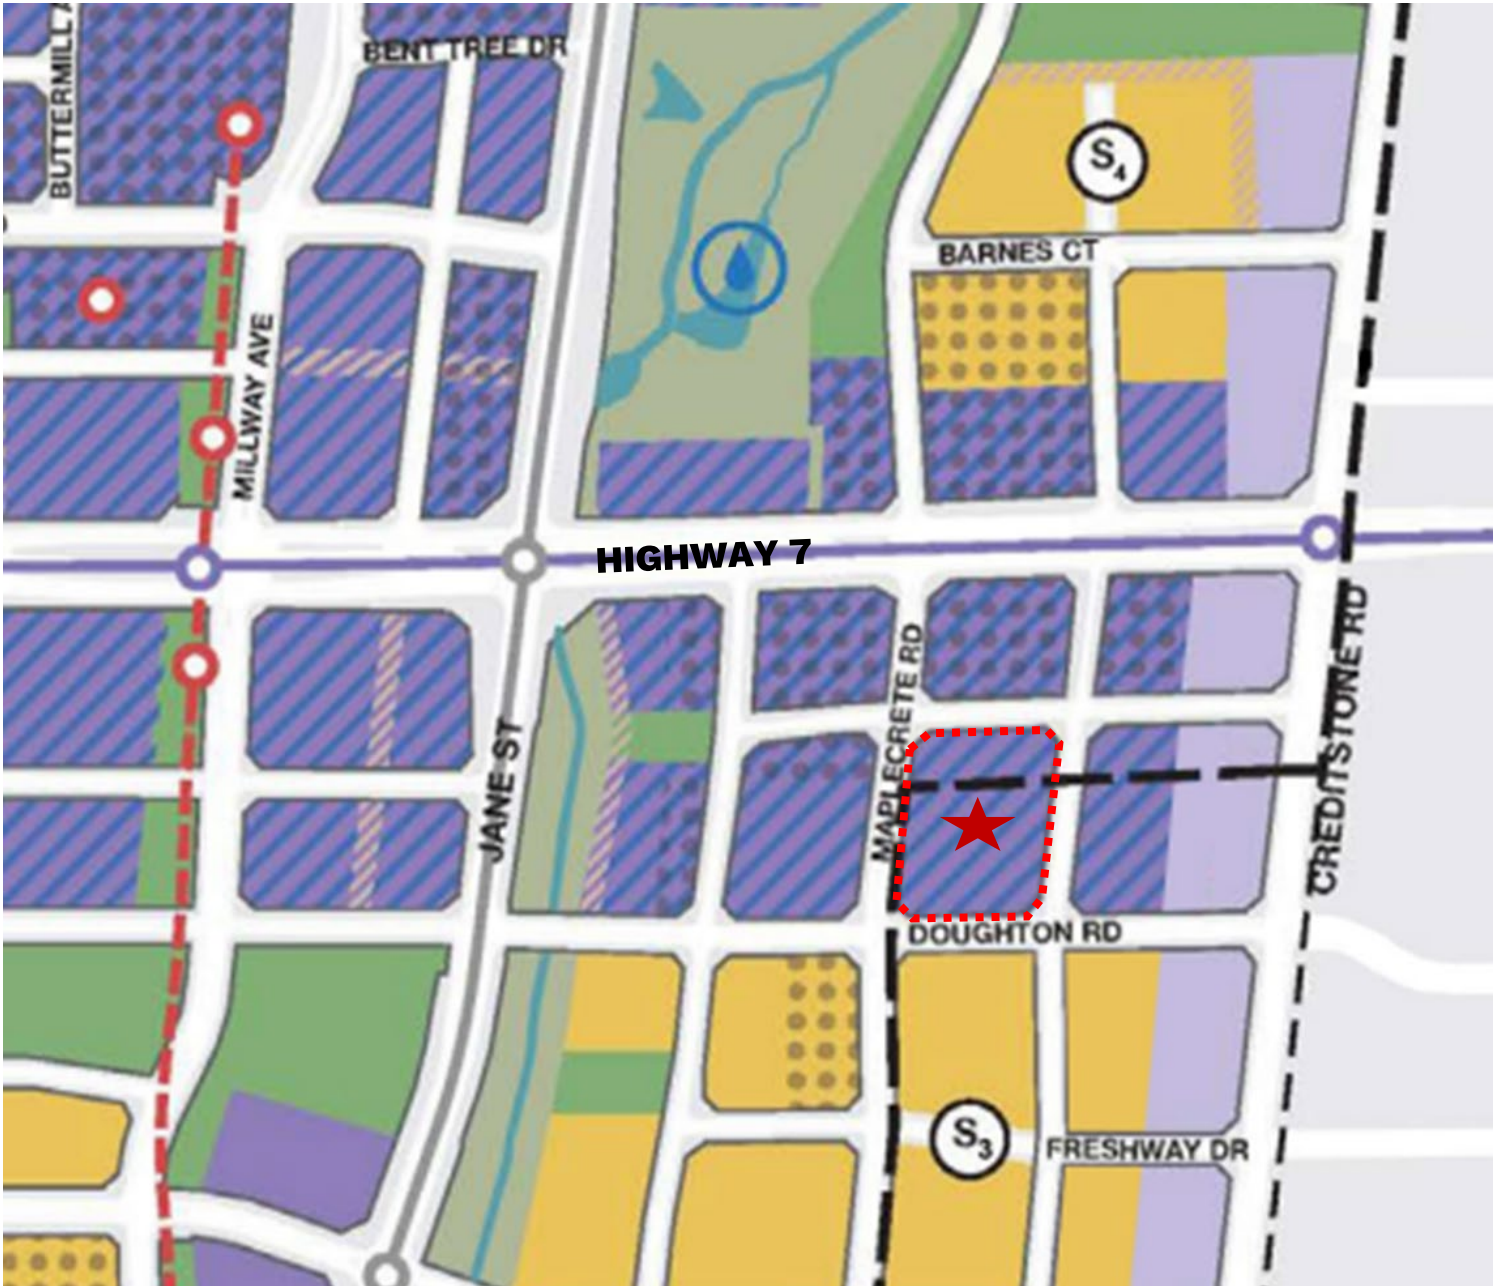 BENT TREE DR
S4
BARNES CT
MILLWAY AVE
HIGHWAY 7
MAPLECRETE RD
CREDITSTONE RD
JANE ST
DOUGHTON RD
S3
FRESHWAY DR